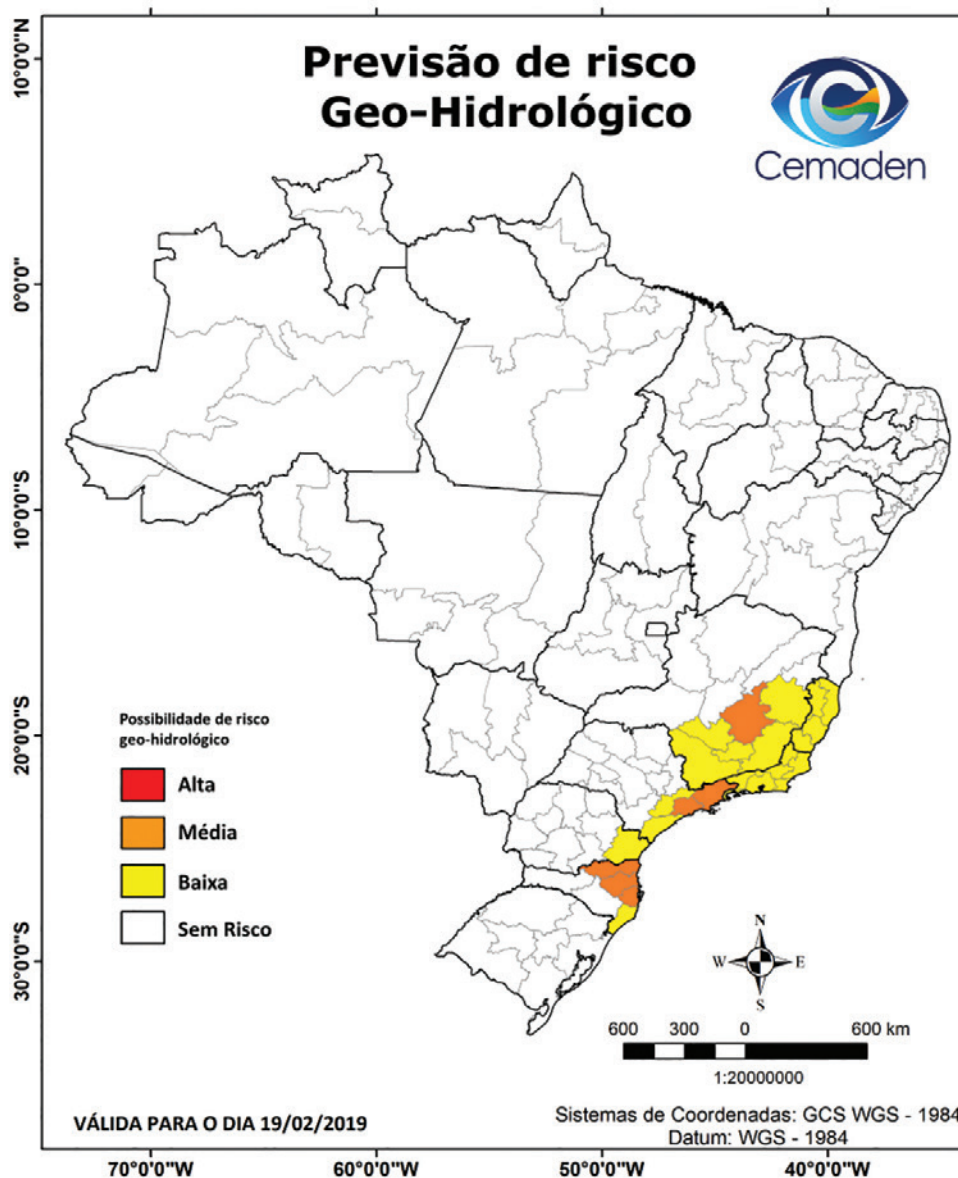 Previsão de risco
Geo-Hidrológico
Cemaden
10°0'0"N
0°0'0"
10°0'0"S
20°0'0"S
30°0'0"S
Possibilidade de risco
geo-hidrológico
Alta
Média
Baixa
Sem Risco
N
W E
S
600 300 0 600 km
1:20000000
VÁLIDA PARA O DIA 19/02/2019
Sistemas de Coordenadas: GCS WGS - 1984
Datum: WGS - 1984
70°0'0"W 60°0'0"W 50°0'0"W 40°0'0"W